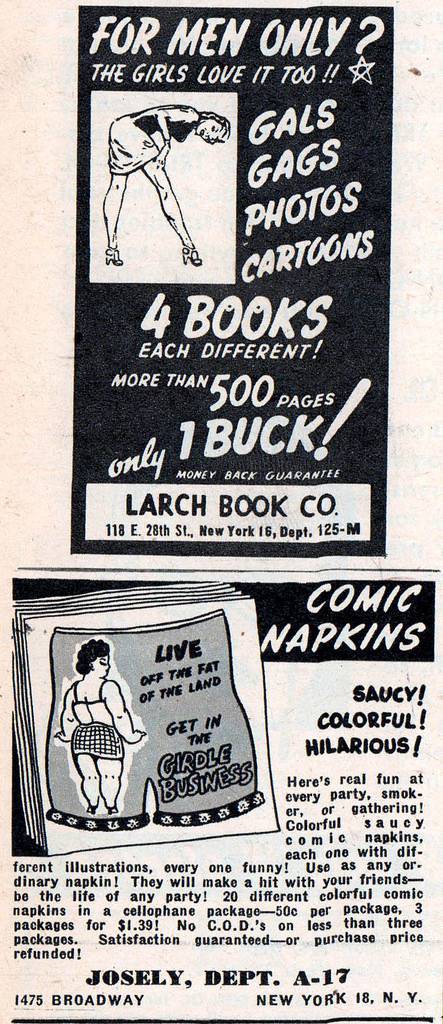 FOR MEN ONLY?
THE GIRLS LOVE IT TOO!!
GALS
GAGS
PHOTOS
CARTOONS
4 BOOKS
EACH DIFFERENT!
MORE THAN 500 PAGES
only 1 BUCK!
MONEY BACK GUARANTEE
LARCH BOOK CO.
118 E. 28th St., New York 16, Dept. 125-M
COMIC
NAPKINS
LIVE
OFF THE FAT
OF THE LAND
GET IN
THE
GIRDLE
BUSINESS
SAUCY!
COLORFUL!
HILARIOUS!
Here's real fun at
every party, smok-
er, or gathering!
Colorful saucy
comic napkins,
each one with dif-
ferent illustrations, every one funny! Use as any or-
dinary napkin! They will make a hit with your friends—
be the life of any party! 20 different colorful comic
napkins in a cellophane package—50c per package, 3
packages for $1.39! No C.O.D.'s on less than three
packages. Satisfaction guaranteed—or purchase price
refunded!
JOSELY, DEPT. A-17
1475 BROADWAY NEW YORK 18, N. Y.